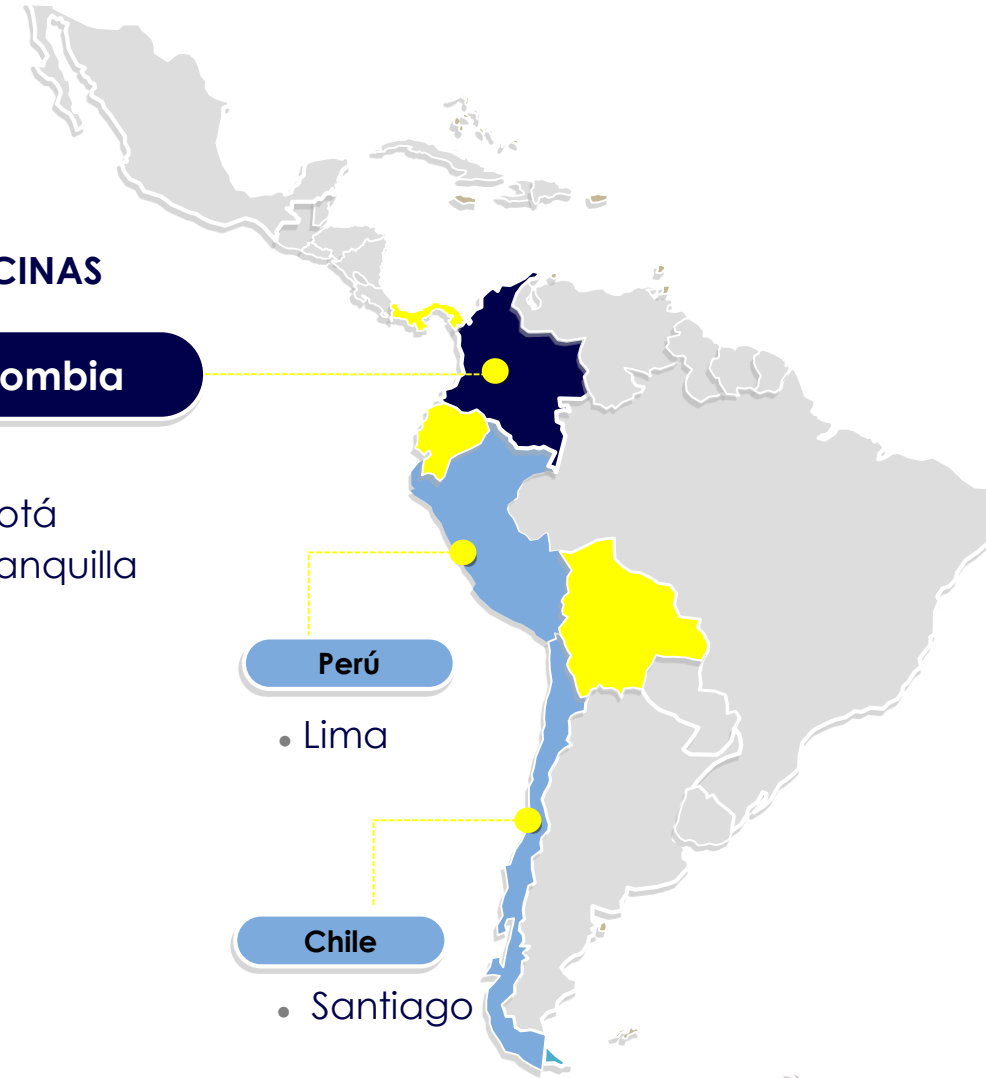 CINAS
ombia
otá
anquilla
Perú
• Lima
Chile
• Santiago